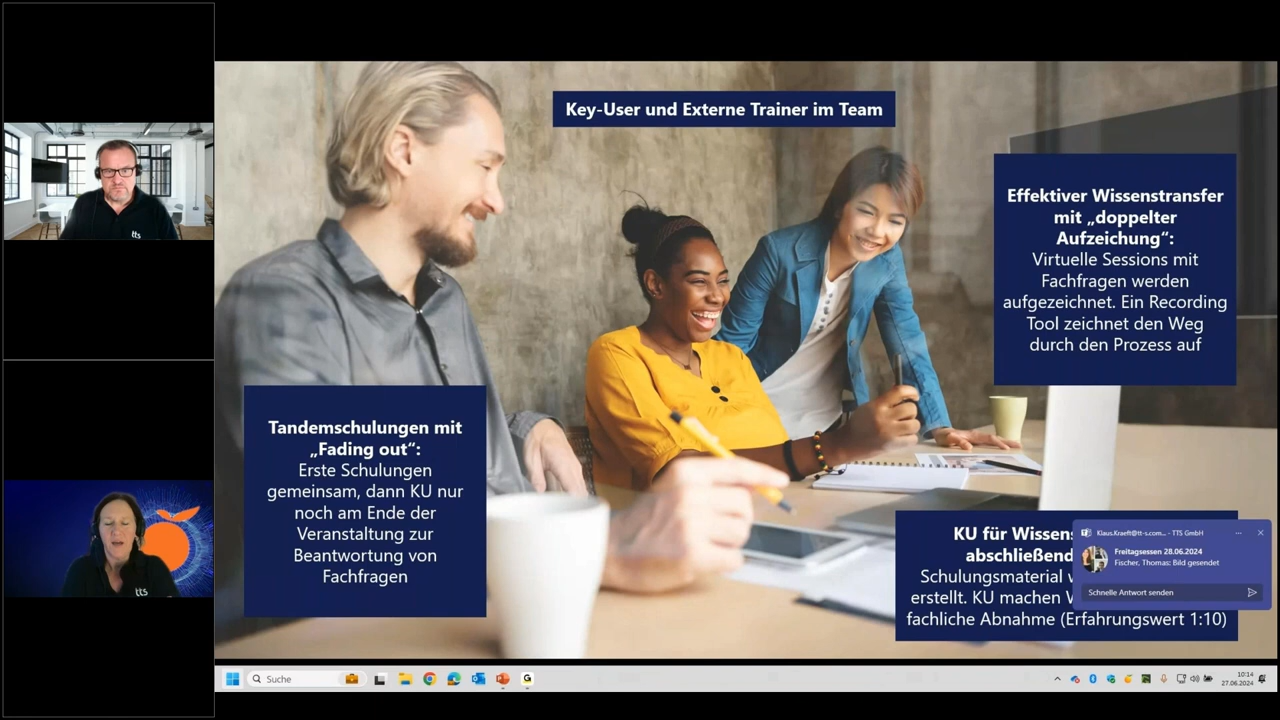 Key-User und Externe Trainer im Team
Effektiver Wissenstransfer
mit „doppelter
Aufzeichung“:
Virtuelle Sessions mit
Fachfragen werden
aufgezeichnet. Ein Recording
Tool zeichnet den Weg
durch den Prozess auf
Tandemschulungen mit
„Fading out“:
Erste Schulungen
gemeinsam, dann KU nur
noch am Ende der
Veranstaltung zur
Beantwortung von
Fachfragen
KU für Wissens
abschließend
Schulungsmaterial
erstellt. KU machen
fachliche Abnahme (Erfahrungswert 1:10)
Klaus.Kraeft@tt-s.com... - TTS GmbH
Freitagsessen 28.06.2024
Fischer, Thomas: Bild gesendet
Schnelle Antwort senden
tts
tts
Suche
10:14
27.06.2024